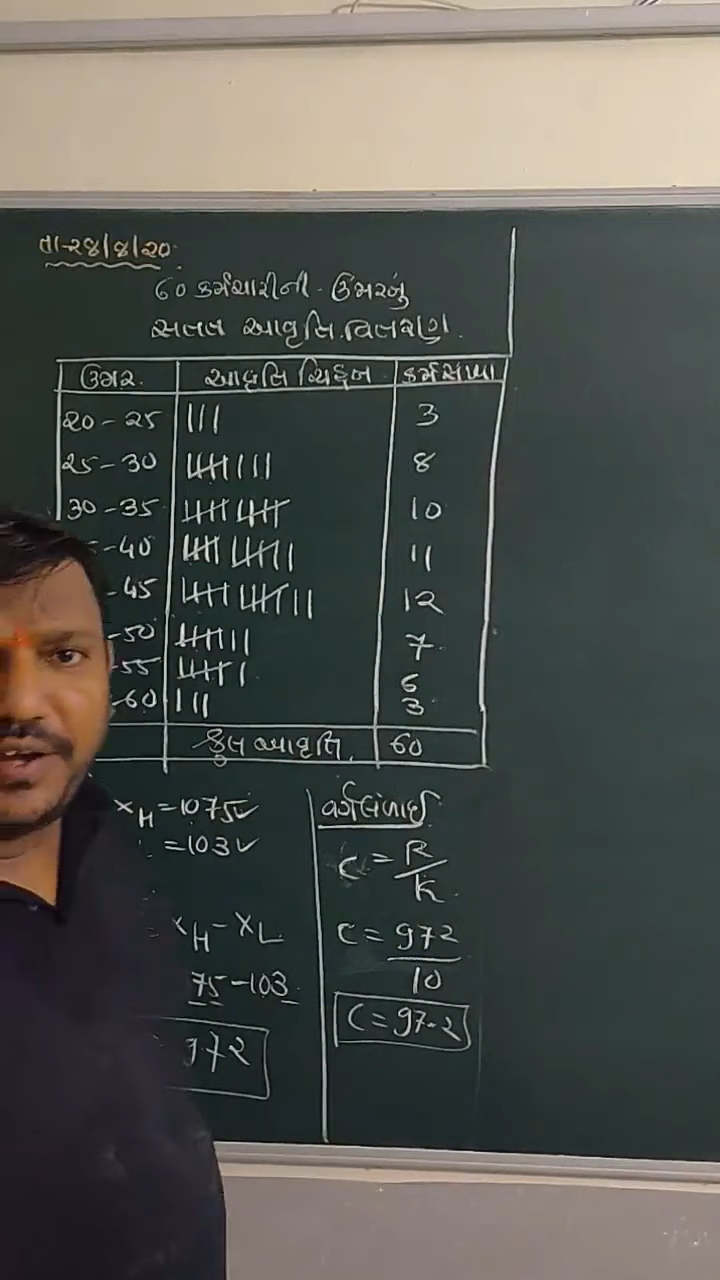 તા-૨૪/૪/૨૦
60 કર્મચારીની ઉંમરનું
સતત આવૃત્તિ વિતરણ.
ઉંમર. આવૃત્તિ ચિહ્ન કર્મ સંખ્યા
20 - 25 ||| 3
25 - 30 8
30 - 35 10
-40 11
-45 12
-50 7
-55 6
-60 ||| 3
કુલ આવૃત્તિ. 60
xH = 1075✓
= 103✓
= xH - xL
75 - 103
972
વર્ગલંબાઈ
C = R/K
C = 972/10
C = 97.2